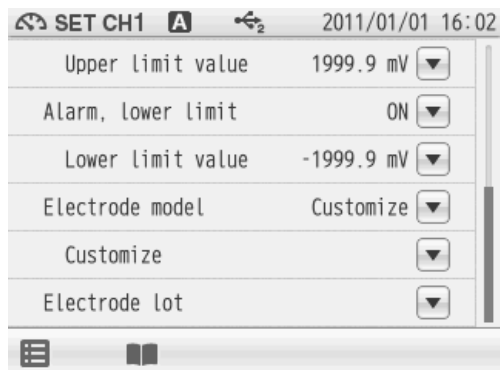 SET CH1 A 2 2011/01/01 16:02
Upper limit value 1999.9 mV
Alarm, lower limit ON
Lower limit value -1999.9 mV
Electrode model Customize
Customize
Electrode lot